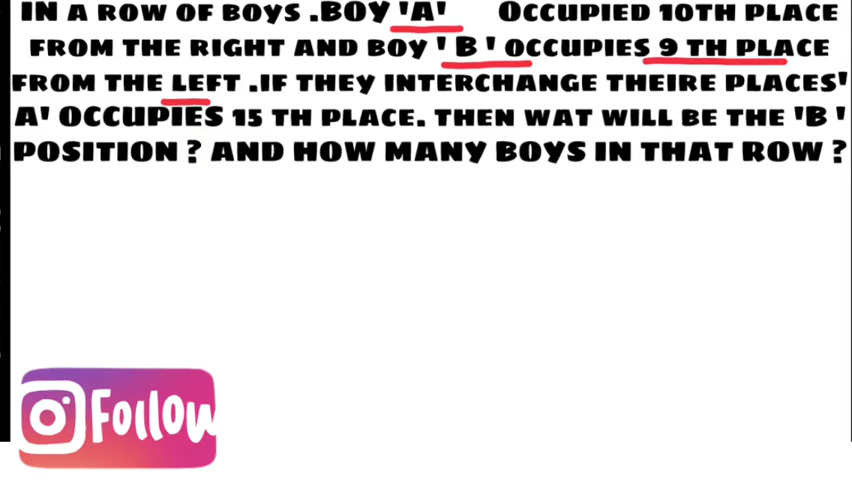 IN A ROW OF BOYS .BOY 'A' OCCUPIED 10TH PLACE
FROM THE RIGHT AND BOY ' B ' OCCUPIES 9 TH PLACE
FROM THE LEFT .IF THEY INTERCHANGE THEIRE PLACES'
A' OCCUPIES 15 TH PLACE. THEN WAT WILL BE THE 'B '
POSITION ? AND HOW MANY BOYS IN THAT ROW ?
Follow